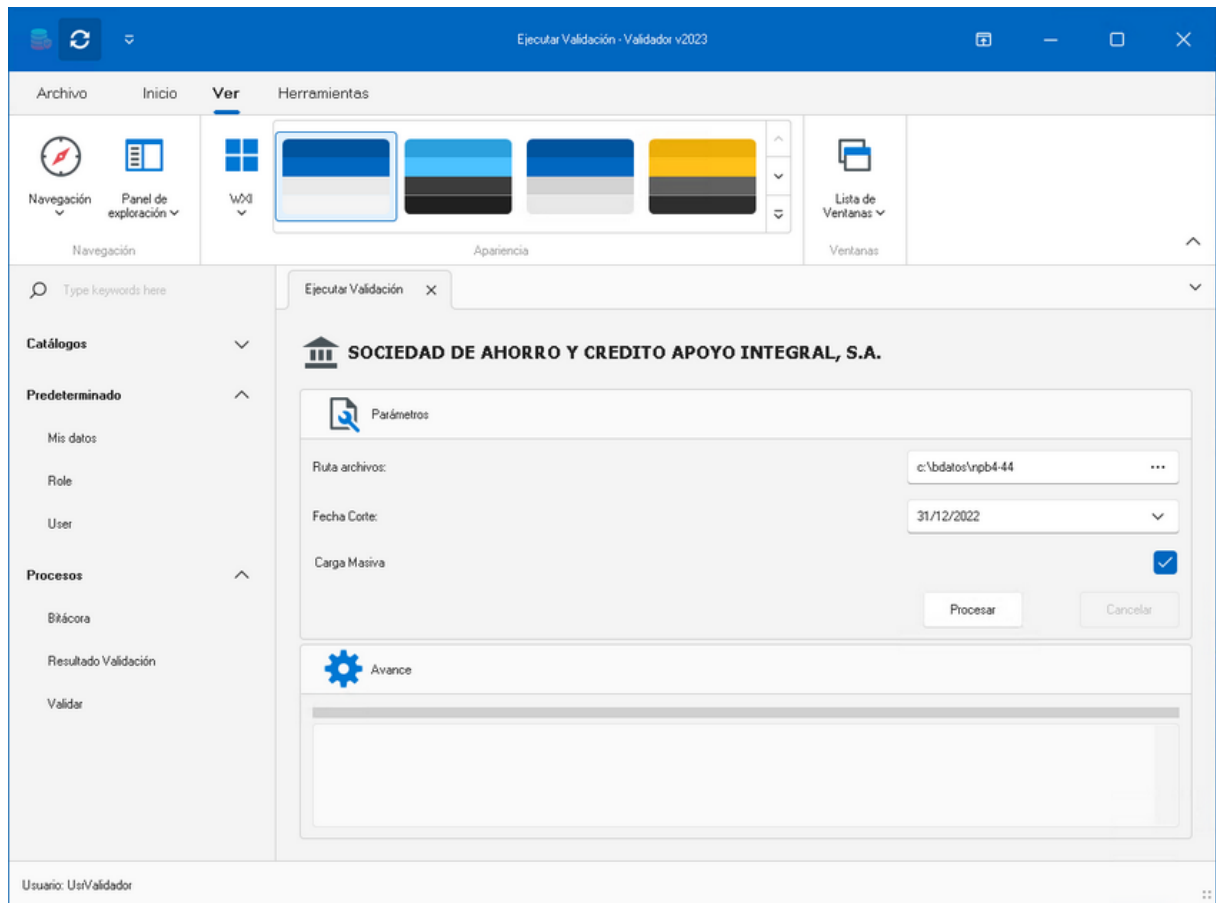 Ejecutar Validación - Validador v2023
Archivo Inicio Ver Herramientas
Navegación
Panel de exploración
WXI
Lista de Ventanas
Navegación Apariencia Ventanas
Type keywords here
Ejecutar Validación
Catálogos
Predeterminado
Mis datos
Role
User
Procesos
Bitácora
Resultado Validación
Validar
SOCIEDAD DE AHORRO Y CREDITO APOYO INTEGRAL, S.A.
Parámetros
Ruta archivos: c:\bdatos\npb4-44 ...
Fecha Corte: 31/12/2022
Carga Masiva
Procesar Cancelar
Avance
Usuario: UsrValidador